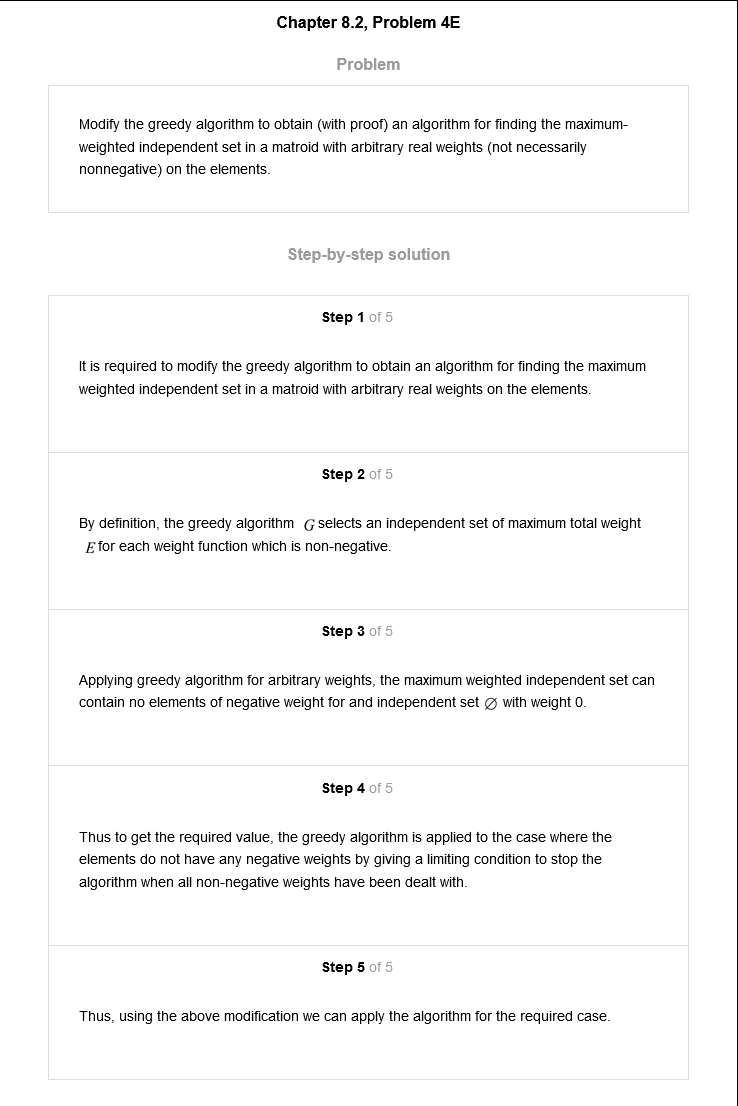 Chapter 8.2, Problem 4E
Problem
Modify the greedy algorithm to obtain (with proof) an algorithm for finding the maximum-
weighted independent set in a matroid with arbitrary real weights (not necessarily
nonnegative) on the elements.
Step-by-step solution
Step 1 of 5
It is required to modify the greedy algorithm to obtain an algorithm for finding the maximum
weighted independent set in a matroid with arbitrary real weights on the elements.
Step 2 of 5
By definition, the greedy algorithm G selects an independent set of maximum total weight
E for each weight function which is non-negative.
Step 3 of 5
Applying greedy algorithm for arbitrary weights, the maximum weighted independent set can
contain no elements of negative weight for and independent set ∅ with weight 0.
Step 4 of 5
Thus to get the required value, the greedy algorithm is applied to the case where the
elements do not have any negative weights by giving a limiting condition to stop the
algorithm when all non-negative weights have been dealt with.
Step 5 of 5
Thus, using the above modification we can apply the algorithm for the required case.